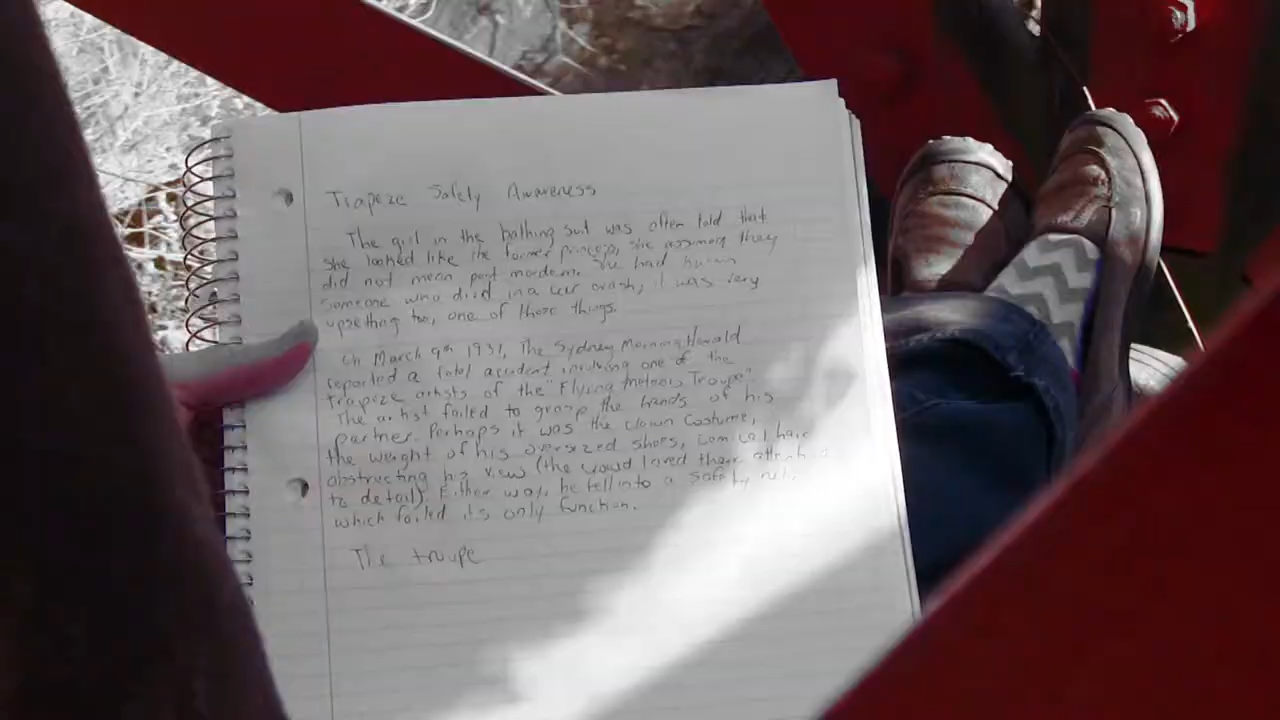 Trapeze Safety Awareness
The girl in the bathing suit was often told that
she looked like the former princess, she assumed they
did not mean post mordem. She had known
someone who died in a car crash, it was very
upsetting too, one of those things.
On March 9th 1931, The Sydney Morning Herald
reported a fatal accident involving one of the
trapeze artists of the "Flying Meteors Troupe".
The artist failed to grasp the hands of his
partner. Perhaps it was the clown costume,
the weight of his oversized shoes, comical hair
obstructing his view (the crowd loved their attention
to detail). Either way, he fell into a safety net,
which failed its only function.
The troupe